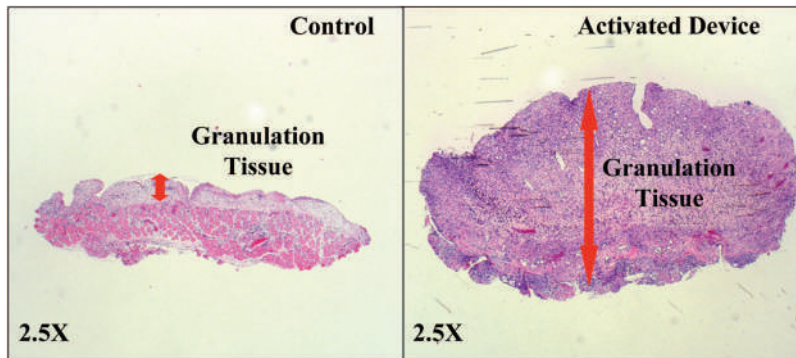 Control
Granulation
Tissue
2.5X
Activated Device
Granulation
Tissue
2.5X